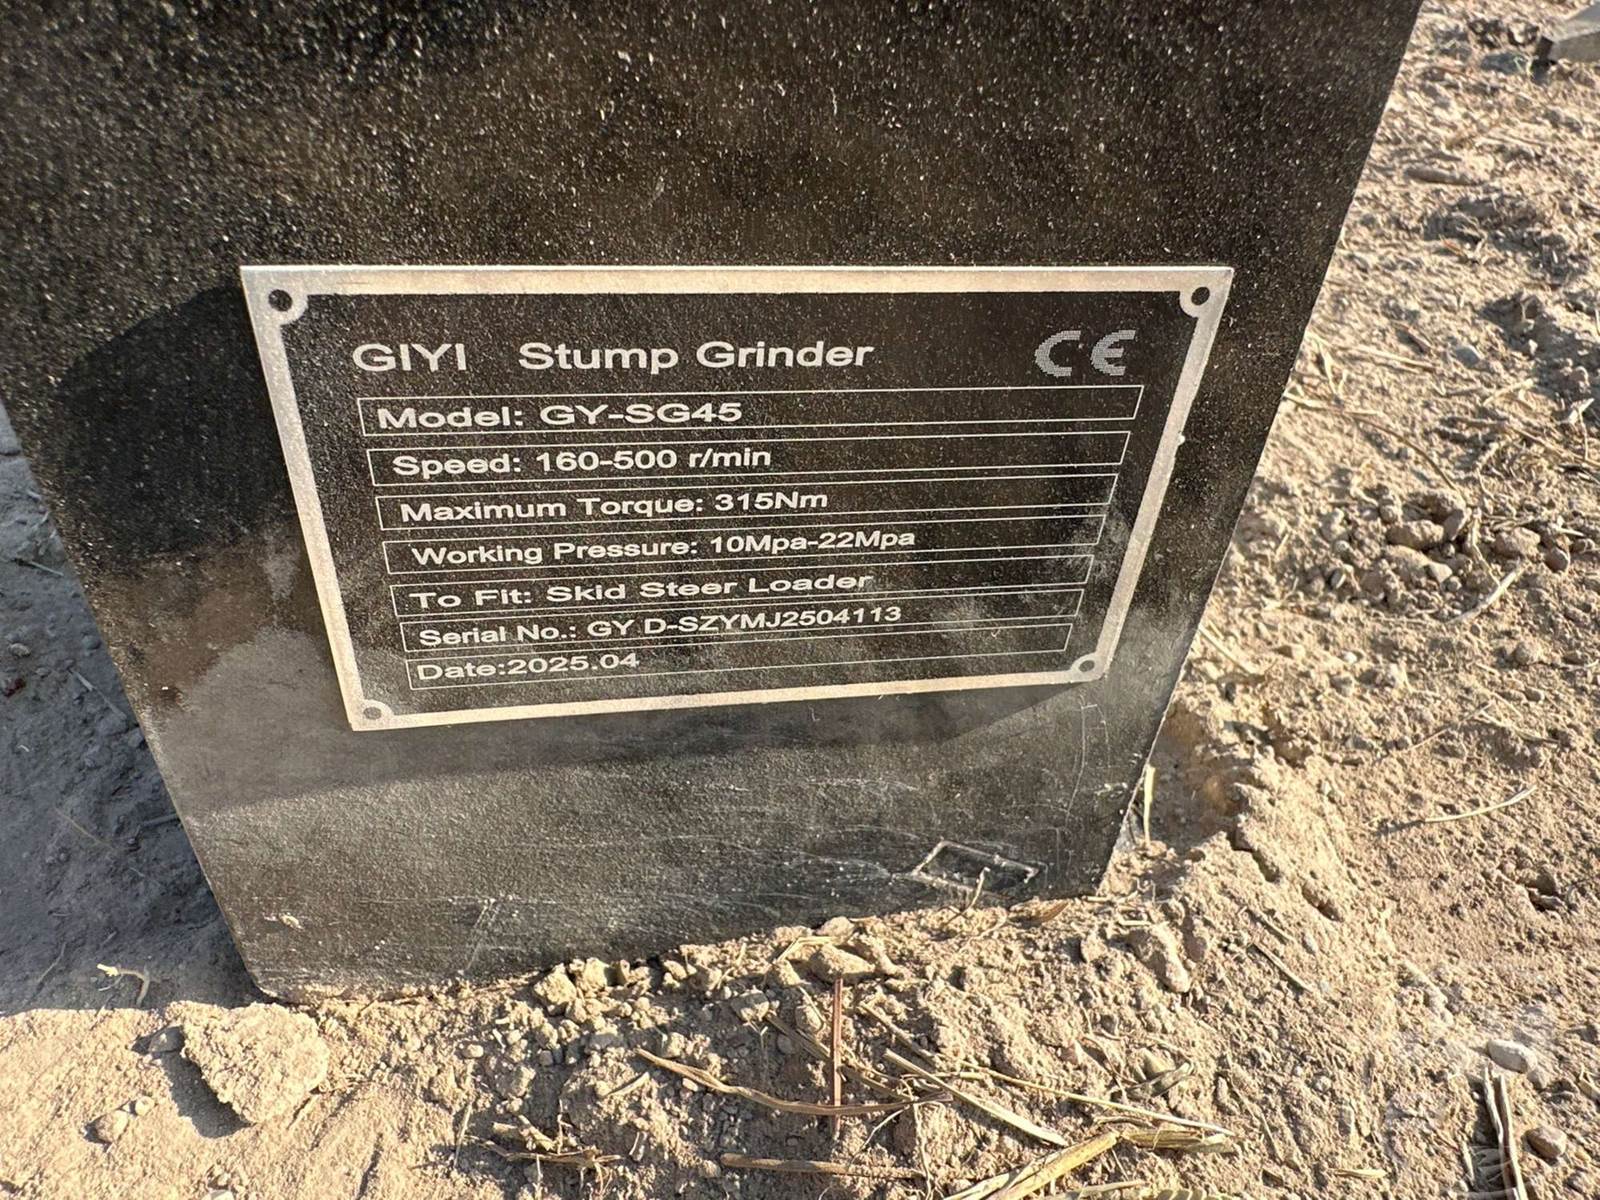 GIYI Stump Grinder CE
Model: GY-SG45
Speed: 160-500 r/min
Maximum Torque: 315Nm
Working Pressure: 10Mpa-22Mpa
To Fit: Skid Steer Loader
Serial No.: GY D-SZYMJ2504113
Date:2025.04